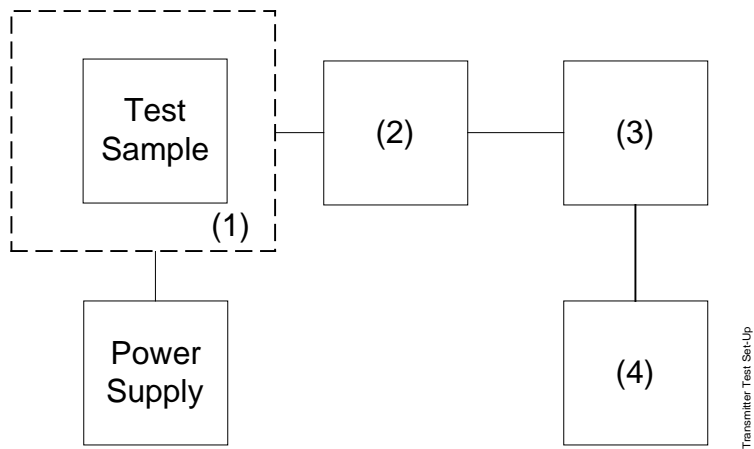 Test
Sample
(1)
(2)
(3)
Power
Supply
(4)
Transmitter Test Set-Up